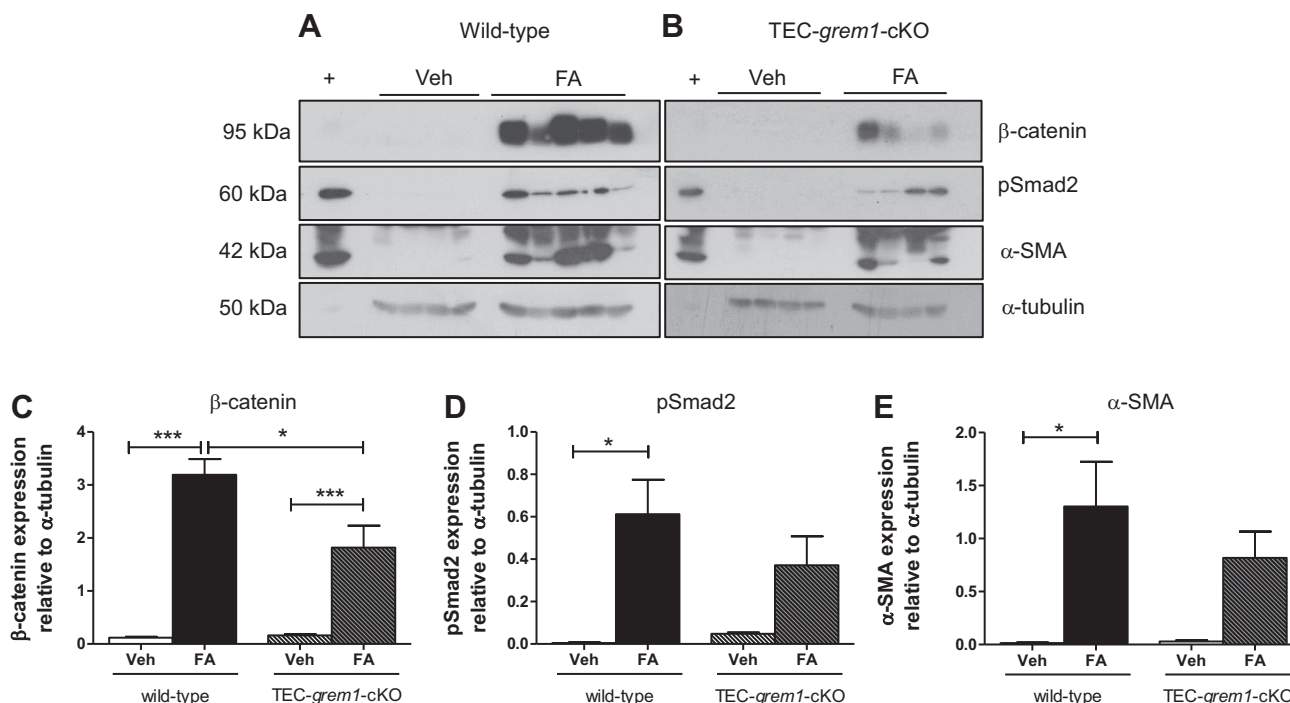 A Wild-type B TEC-grem1-cKO
+ Veh FA + Veh FA
95 kDa β-catenin
60 kDa pSmad2
42 kDa α-SMA
50 kDa α-tubulin
C β-catenin
β-catenin expression
relative to α-tubulin
4
3
2
1
0
*** * ***
Veh FA Veh FA
wild-type TEC-grem1-cKO
D pSmad2
pSmad2 expression
relative to α-tubulin
1.0
0.8
0.6
0.4
0.2
0.0
*
Veh FA Veh FA
wild-type TEC-grem1-cKO
E α-SMA
α-SMA expression
relative to α-tubulin
2.0
1.5
1.0
0.5
0.0
*
Veh FA Veh FA
wild-type TEC-grem1-cKO